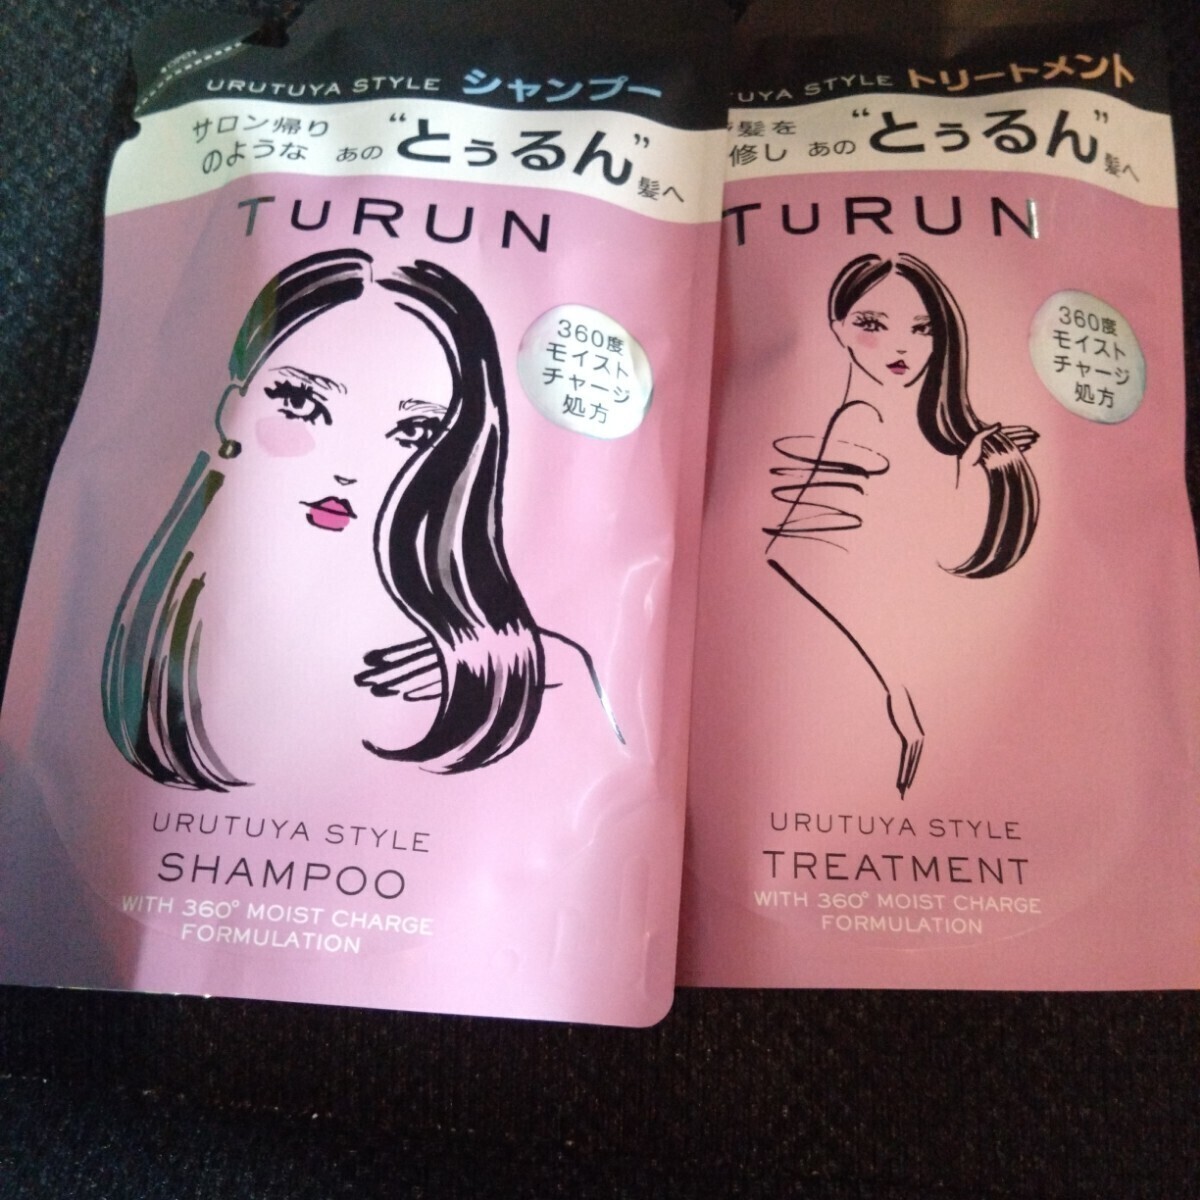 URUTUYA STYLE シャンプー
サロン帰り
のような あの “とぅるん” 髪へ
TURUN
360度
モイスト
チャージ
処方
URUTUYA STYLE
SHAMPOO
WITH 360° MOIST CHARGE
FORMULATION
UYA STYLE トリートメント
髪を
修し あの “とぅるん” 髪へ
TURUN
360度
モイスト
チャージ
処方
URUTUYA STYLE
TREATMENT
WITH 360° MOIST CHARGE
FORMULATION